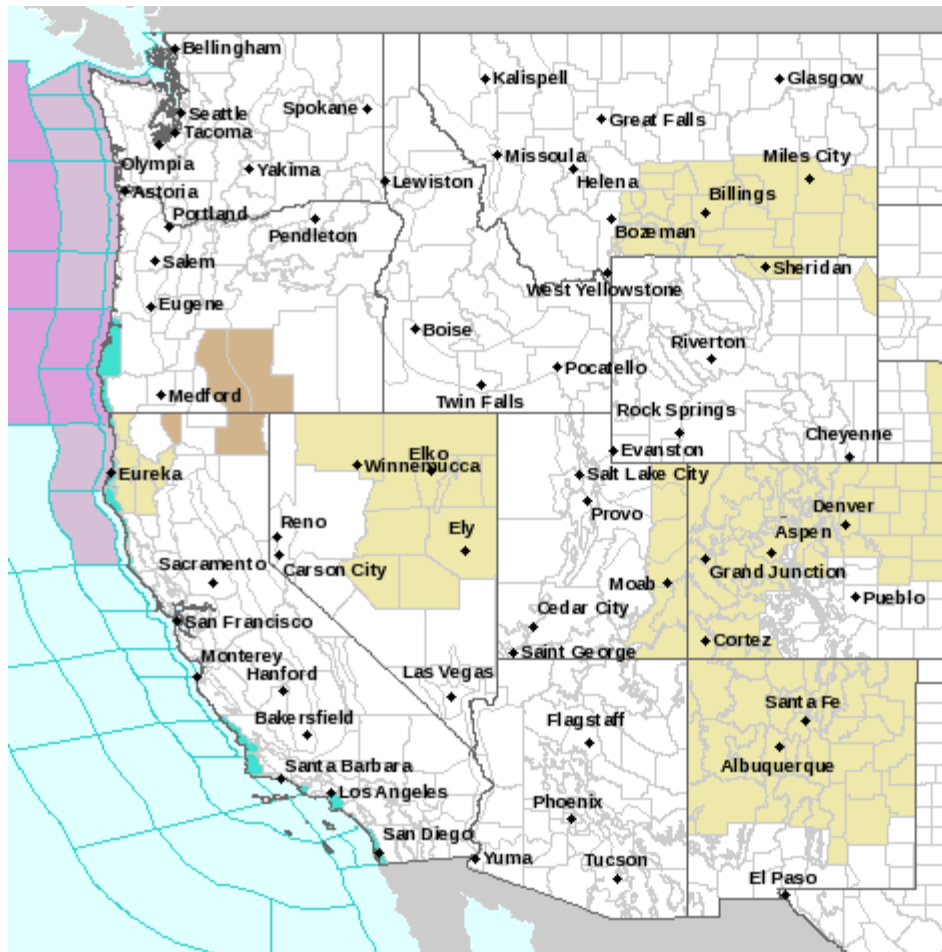 Bellingham
Kalispell
Glasgow
Seattle
Spokane
Great Falls
Tacoma
Olympia
Yakima
Missoula
Miles City
Astoria
Lewiston
Helena
Billings
Portland
Pendleton
Bozeman
Salem
Sheridan
West Yellowstone
Eugene
Boise
Riverton
Medford
Pocatello
Twin Falls
Rock Springs
Cheyenne
Elko
Evanston
Eureka
Winnemucca
Salt Lake City
Provo
Denver
Reno
Ely
Aspen
Sacramento
Carson City
Moab
Grand Junction
Pueblo
San Francisco
Cedar City
Cortez
Monterey
Saint George
Hanford
Las Vegas
Santa Fe
Bakersfield
Flagstaff
Albuquerque
Santa Barbara
Los Angeles
Phoenix
San Diego
Yuma
Tucson
El Paso